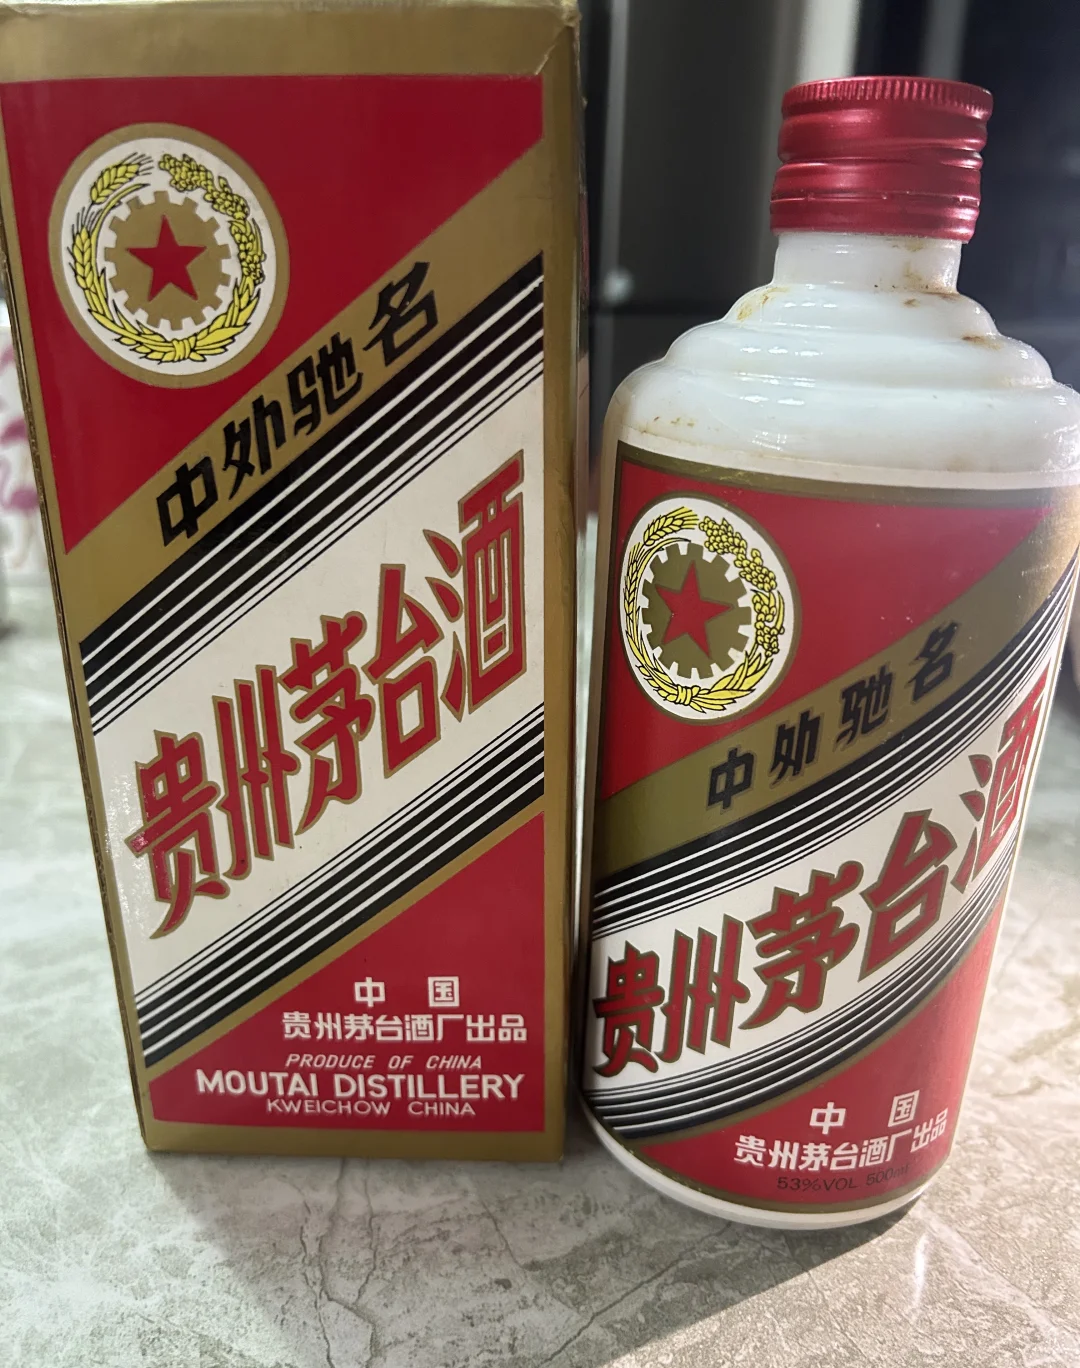 中外驰名
贵州茅台酒
中国
贵州茅台酒厂出品
PRODUCE OF CHINA
MOUTAI DISTILLERY
KWEICHOW CHINA
中外驰名
贵州茅台酒
中国
贵州茅台酒厂出品
53%VOL 500ml